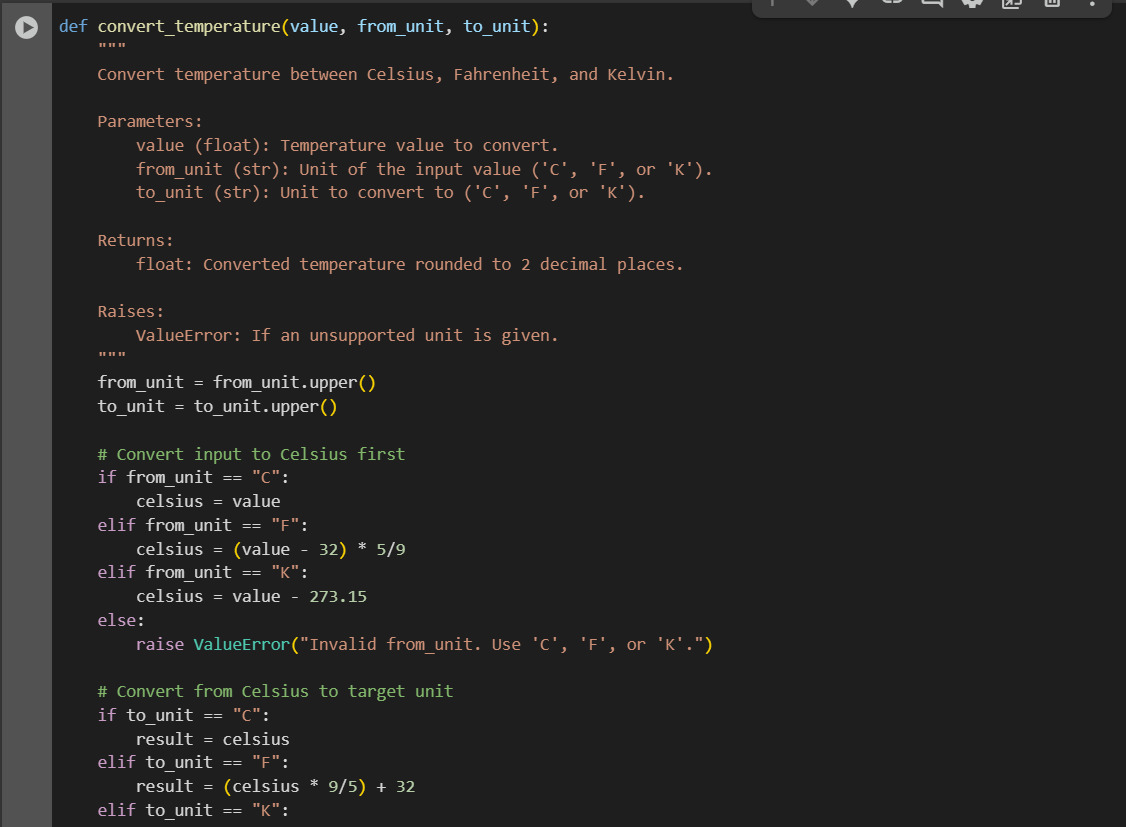 def convert_temperature(value, from_unit, to_unit):
    """
    Convert temperature between Celsius, Fahrenheit, and Kelvin.

    Parameters:
        value (float): Temperature value to convert.
        from_unit (str): Unit of the input value ('C', 'F', or 'K').
        to_unit (str): Unit to convert to ('C', 'F', or 'K').

    Returns:
        float: Converted temperature rounded to 2 decimal places.

    Raises:
        ValueError: If an unsupported unit is given.
    """
    from_unit = from_unit.upper()
    to_unit = to_unit.upper()

    # Convert input to Celsius first
    if from_unit == "C":
        celsius = value
    elif from_unit == "F":
        celsius = (value - 32) * 5/9
    elif from_unit == "K":
        celsius = value - 273.15
    else:
        raise ValueError("Invalid from_unit. Use 'C', 'F', or 'K'.")

    # Convert from Celsius to target unit
    if to_unit == "C":
        result = celsius
    elif to_unit == "F":
        result = (celsius * 9/5) + 32
    elif to_unit == "K":